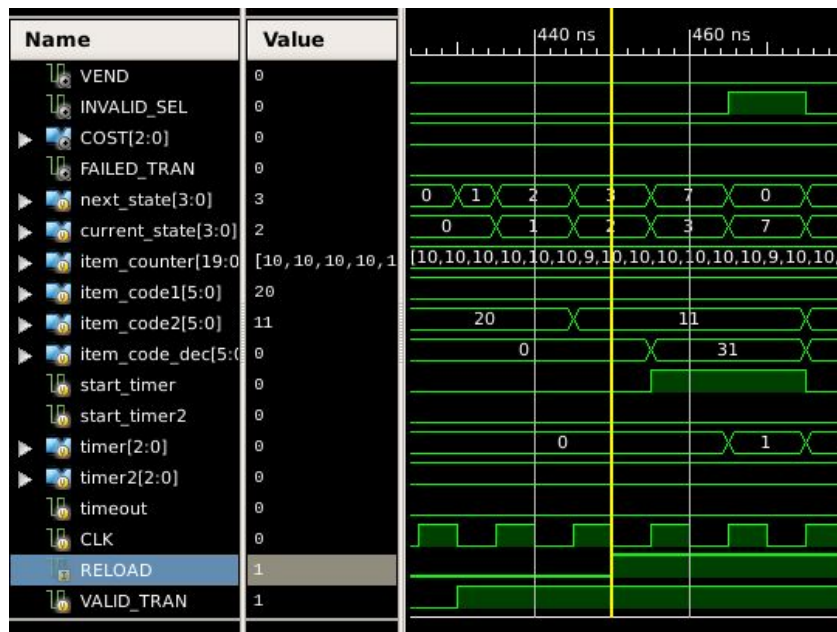 Name Value 440 ns 460 ns
VEND 0
INVALID_SEL 0
COST[2:0] 0
FAILED_TRAN 0
next_state[3:0] 3 0 1 2 3 7 0
current_state[3:0] 2 0 1 2 3 7
item_counter[19:0 [10,10,10,10,1 [10,10,10,10,10,10,9,10,10,10,10,10,10,9,10,10,
item_code1[5:0] 20
item_code2[5:0] 11 20 11
item_code_dec[5:0 0 0 31
start_timer 0
start_timer2 0
timer[2:0] 0 0 1
timer2[2:0] 0
timeout 0
CLK 0
RELOAD 1
VALID_TRAN 1